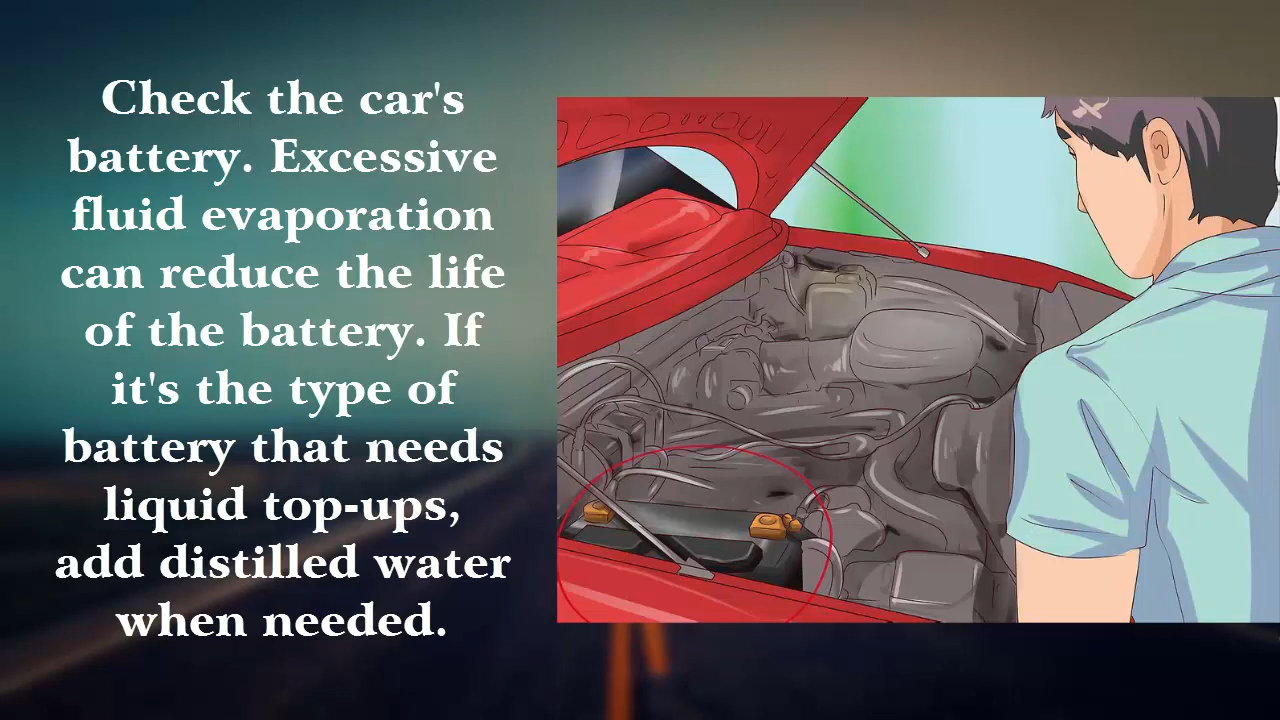 Check the car's
battery. Excessive
fluid evaporation
can reduce the life
of the battery. If
it's the type of
battery that needs
liquid top-ups,
add distilled water
when needed.